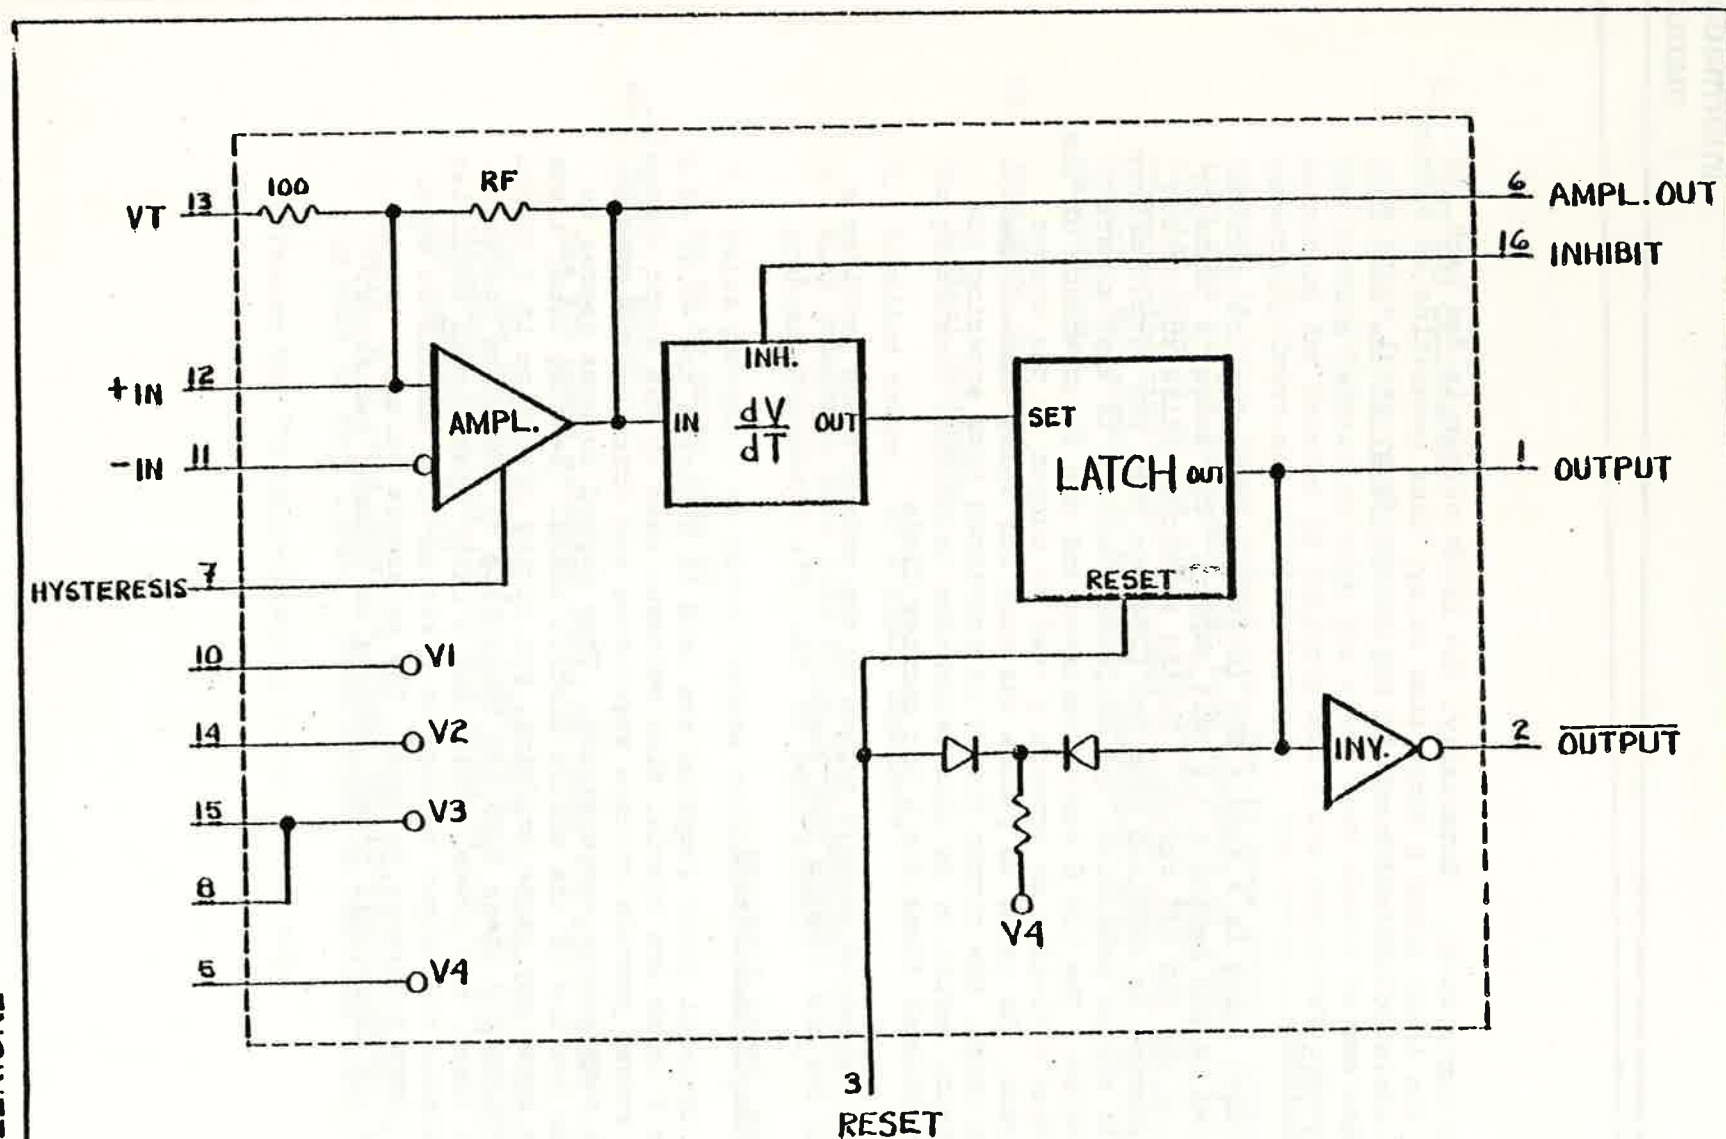 100
RF
VT 13
6 AMPL. OUT
16 INHIBIT
+IN 12
AMPL.
-IN 11
INH.
IN dV/dT OUT
SET
LATCH OUT
RESET
1 OUTPUT
HYSTERESIS 7
10 V1
14 V2
15 V3
8
5 V4
V4
INV.
2 OUTPUT
3
RESET